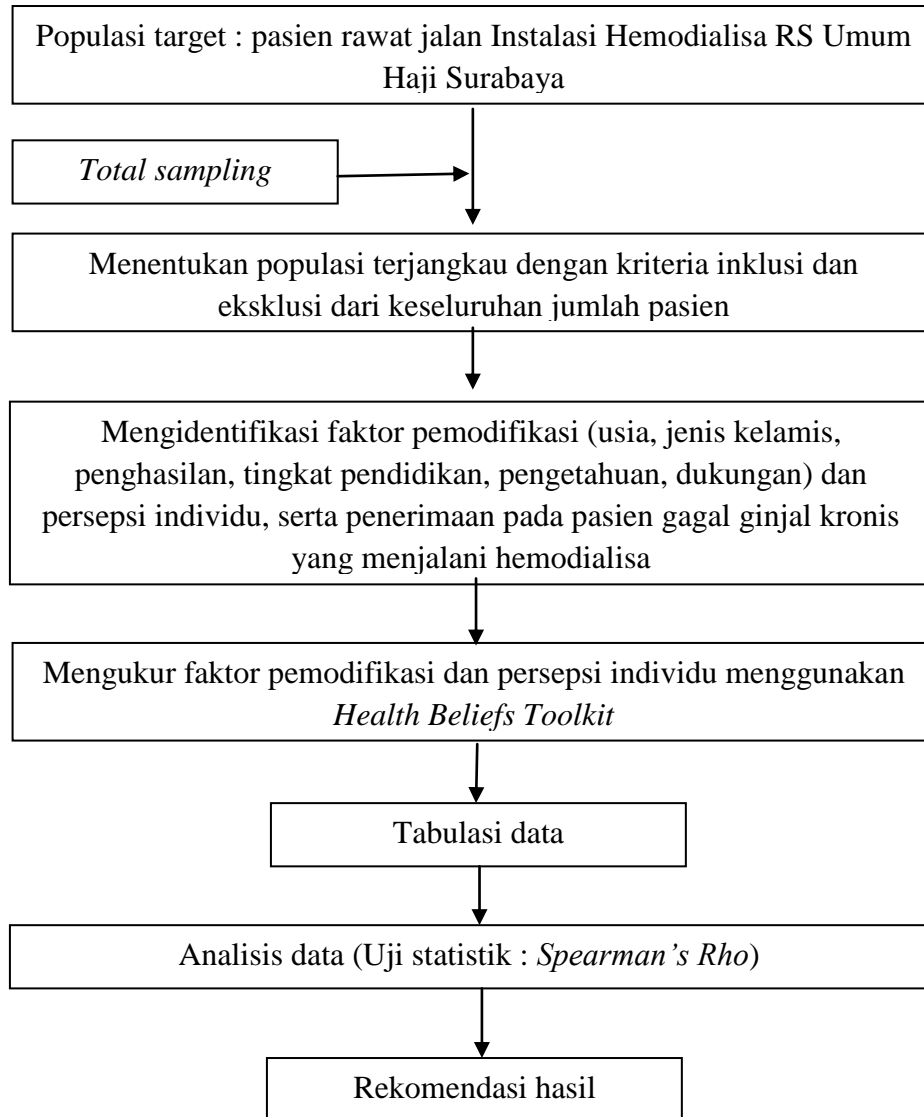 Populasi target : pasien rawat jalan Instalasi Hemodialisa RS Umum
Haji Surabaya
Total sampling
Menentukan populasi terjangkau dengan kriteria inklusi dan
eksklusi dari keseluruhan jumlah pasien
Mengidentifikasi faktor pemodifikasi (usia, jenis kelamis,
penghasilan, tingkat pendidikan, pengetahuan, dukungan) dan
persepsi individu, serta penerimaan pada pasien gagal ginjal kronis
yang menjalani hemodialisa
Mengukur faktor pemodifikasi dan persepsi individu menggunakan
Health Beliefs Toolkit
Tabulasi data
Analisis data (Uji statistik : Spearman’s Rho)
Rekomendasi hasil